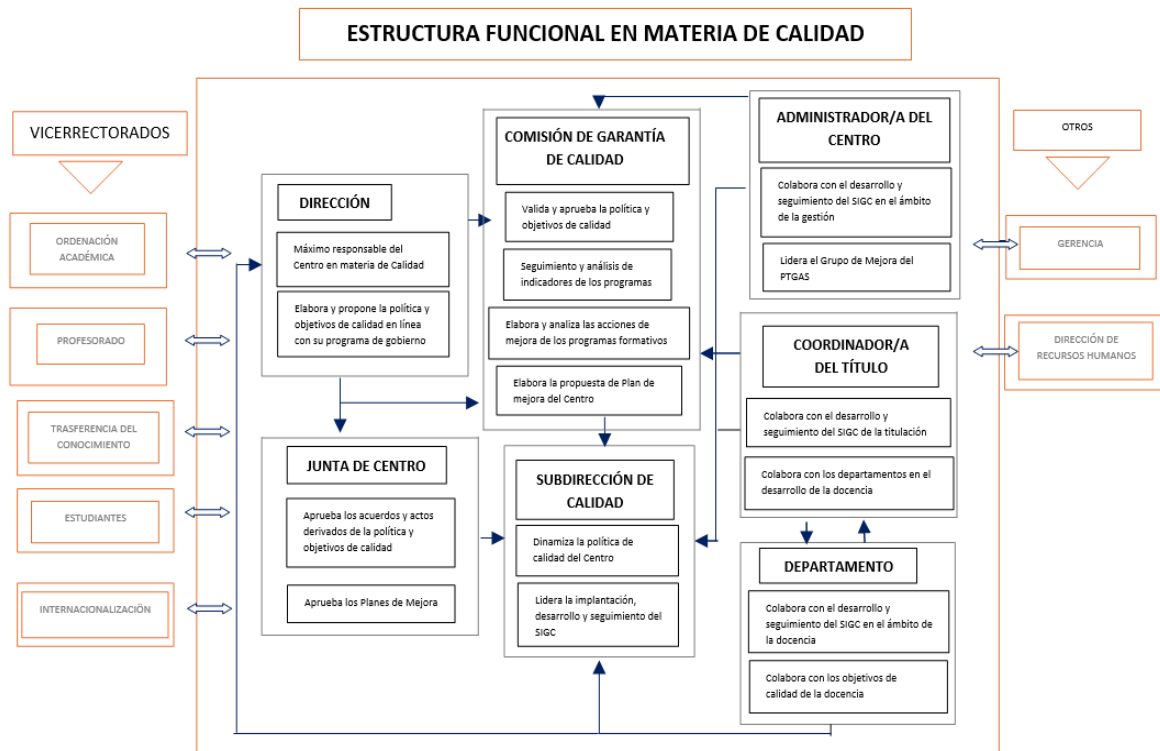 ESTRUCTURA FUNCIONAL EN MATERIA DE CALIDAD
VICERRECTORADOS
ORDENACIÓN
ACADÉMICA
PROFESORADO
TRASFERENCIA DEL
CONOCIMIENTO
ESTUDIANTES
INTERNACIONALIZACIÓN
DIRECCIÓN
Máximo responsable del
Centro en materia de Calidad
Elabora y propone la política y
objetivos de calidad en línea
con su programa de gobierno
JUNTA DE CENTRO
Aprueba los acuerdos y actos
derivados de la política y
objetivos de calidad
Aprueba los Planes de Mejora
COMISIÓN DE GARANTÍA
DE CALIDAD
Valida y aprueba la política y
objetivos de calidad
Seguimiento y análisis de
indicadores de los programas
Elabora y analiza las acciones de
mejora de los programas formativos
Elabora la propuesta de Plan de
mejora del Centro
SUBDIRECCIÓN DE
CALIDAD
Dinamiza la política de
calidad del Centro
Lidera la implantación,
desarrollo y seguimiento del
SIGC
ADMINISTRADOR/A DEL
CENTRO
Colabora con el desarrollo y
seguimiento del SIGC en el ámbito
de la gestión
Lidera el Grupo de Mejora del
PTGAS
COORDINADOR/A
DEL TÍTULO
Colabora con el desarrollo y
seguimiento del SIGC de la titulación
Colabora con los departamentos en el
desarrollo de la docencia
DEPARTAMENTO
Colabora con el desarrollo y
seguimiento del SIGC en el ámbito de
la docencia
Colabora con los objetivos de
calidad de la docencia
OTROS
GERENCIA
DIRECCIÓN DE
RECURSOS HUMANOS